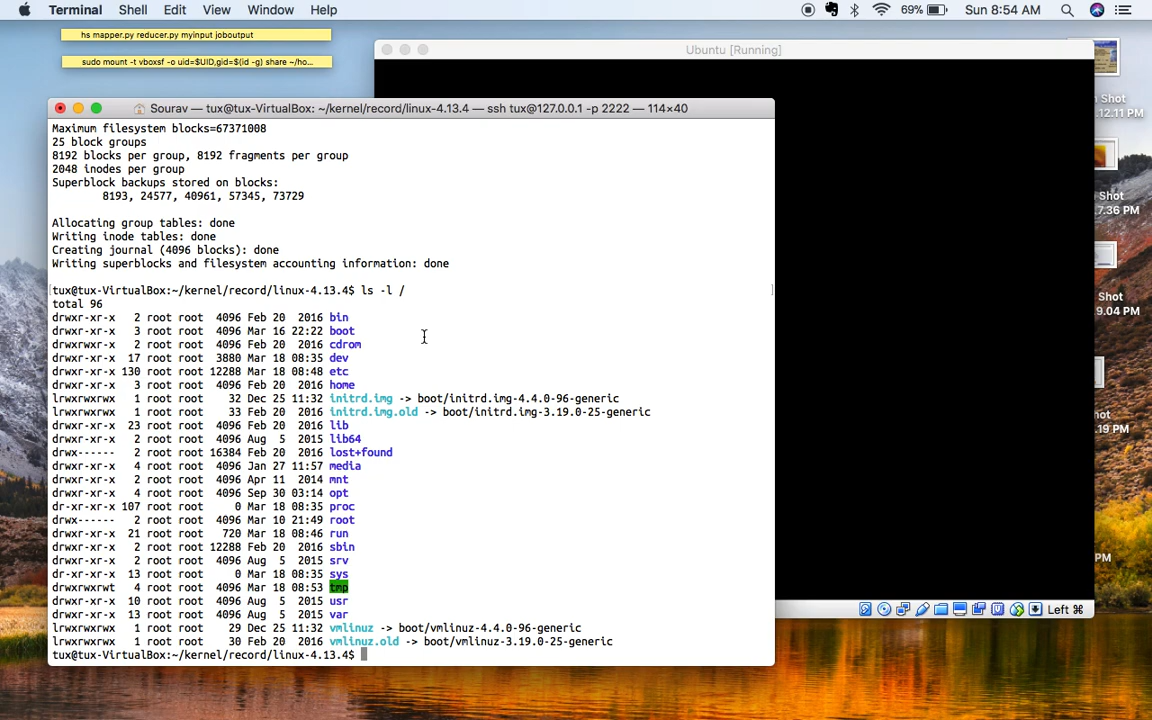 Terminal Shell Edit View Window Help 69% Sun 8:54 AM
hs mapper.py reducer.py myinput joboutput
sudo mount -t vboxsf -o uid=$UID,gid=$(id -g) share ~/ho...
Ubuntu [Running]
Shot
.12.11 PM
Shot
.7.36 PM
Shot
9.04 PM
hot
.19 PM
PM
Sourav — tux@tux-VirtualBox: ~/kernel/record/linux-4.13.4 — ssh tux@127.0.0.1 -p 2222 — 114×40
Maximum filesystem blocks=67371008
25 block groups
8192 blocks per group, 8192 fragments per group
2048 inodes per group
Superblock backups stored on blocks:
8193, 24577, 40961, 57345, 73729
Allocating group tables: done
Writing inode tables: done
Creating journal (4096 blocks): done
Writing superblocks and filesystem accounting information: done
tux@tux-VirtualBox:~/kernel/record/linux-4.13.4$ ls -l /
total 96
drwxr-xr-x 2 root root 4096 Feb 20 2016 bin
drwxr-xr-x 3 root root 4096 Mar 16 22:22 boot
drwxrwxr-x 2 root root 4096 Feb 20 2016 cdrom
drwxr-xr-x 17 root root 3880 Mar 18 08:35 dev
drwxr-xr-x 130 root root 12288 Mar 18 08:48 etc
drwxr-xr-x 3 root root 4096 Feb 20 2016 home
lrwxrwxrwx 1 root root 32 Dec 25 11:32 initrd.img -> boot/initrd.img-4.4.0-96-generic
lrwxrwxrwx 1 root root 33 Feb 20 2016 initrd.img.old -> boot/initrd.img-3.19.0-25-generic
drwxr-xr-x 23 root root 4096 Feb 20 2016 lib
drwxr-xr-x 2 root root 4096 Aug 5 2015 lib64
drwx------ 2 root root 16384 Feb 20 2016 lost+found
drwxr-xr-x 4 root root 4096 Jan 27 11:57 media
drwxr-xr-x 2 root root 4096 Apr 11 2014 mnt
drwxr-xr-x 4 root root 4096 Sep 30 03:14 opt
dr-xr-xr-x 107 root root 0 Mar 18 08:35 proc
drwx------ 2 root root 4096 Mar 10 21:49 root
drwxr-xr-x 21 root root 720 Mar 18 08:46 run
drwxr-xr-x 2 root root 12288 Feb 20 2016 sbin
drwxr-xr-x 2 root root 4096 Aug 5 2015 srv
dr-xr-xr-x 13 root root 0 Mar 18 08:35 sys
drwxrwxrwt 4 root root 4096 Mar 18 08:53 tmp
drwxr-xr-x 10 root root 4096 Aug 5 2015 usr
drwxr-xr-x 13 root root 4096 Aug 5 2015 var
lrwxrwxrwx 1 root root 29 Dec 25 11:32 vmlinuz -> boot/vmlinuz-4.4.0-96-generic
lrwxrwxrwx 1 root root 30 Feb 20 2016 vmlinuz.old -> boot/vmlinuz-3.19.0-25-generic
tux@tux-VirtualBox:~/kernel/record/linux-4.13.4$
Left ⌘